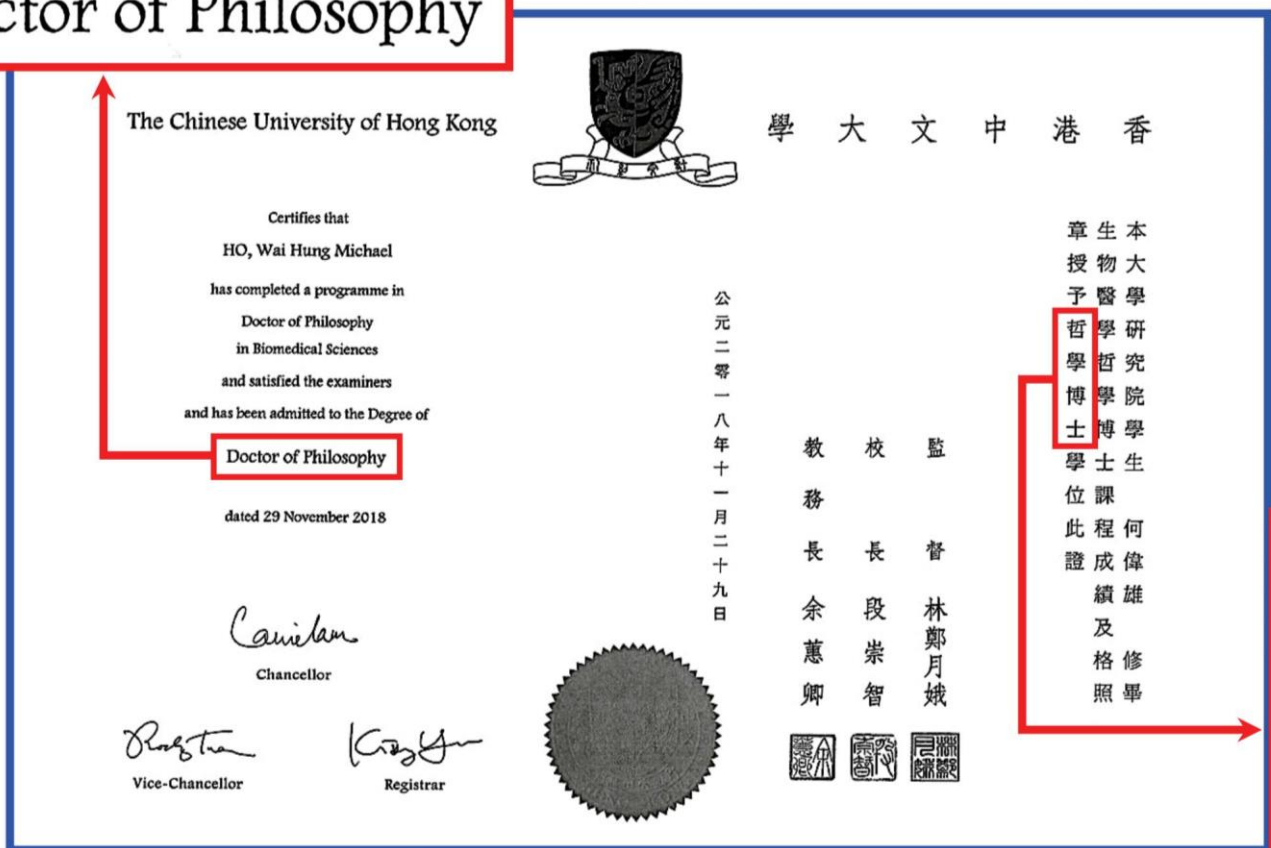 ctor of Philosophy
The Chinese University of Hong Kong
Certifies that
HO, Wai Hung Michael
has completed a programme in
Doctor of Philosophy
in Biomedical Sciences
and satisfied the examiners
and has been admitted to the Degree of
Doctor of Philosophy
dated 29 November 2018
Chancellor
Vice-Chancellor
Registrar
香港中文大學
本大學研究院學生何偉雄修畢
生物醫學哲學博士課程成績及格照
章授予哲學博士學位此證
監督林鄭月娥
校長段崇智
教務長余蕙卿
公元二零一八年十一月二十九日